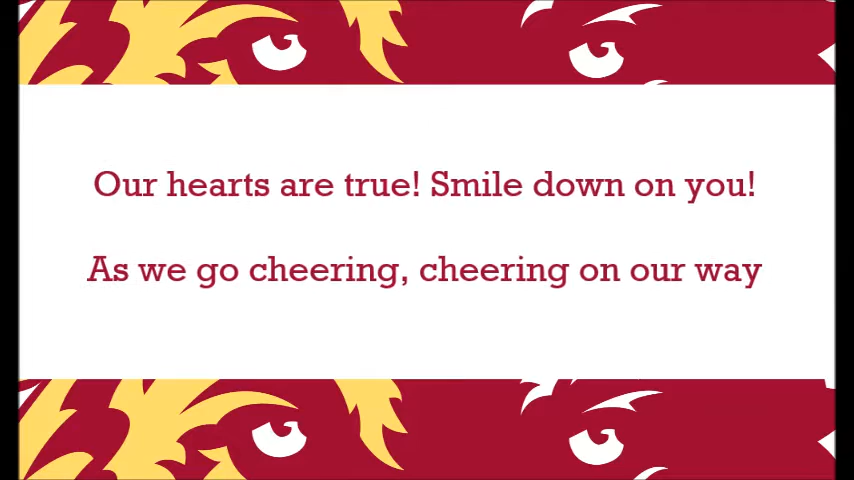 Our hearts are true! Smile down on you!
As we go cheering, cheering on our way